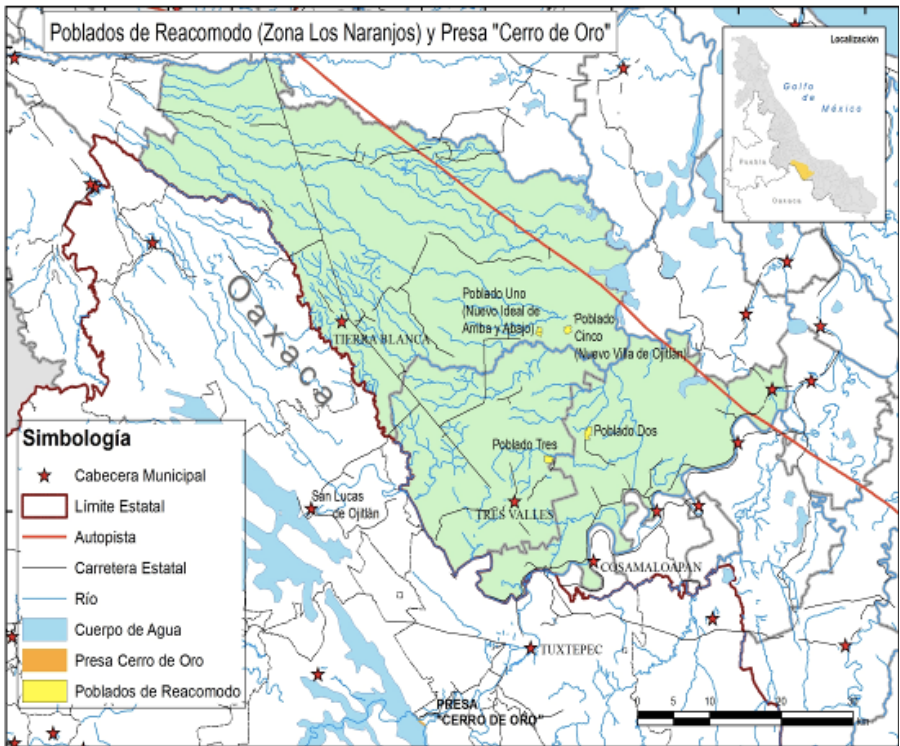 Poblados de Reacomodo (Zona Los Naranjos) y Presa "Cerro de Oro"
Localización
Golfo
de
México
Puebla
Oaxaca
Oaxaca
Poblado Uno
(Nuevo Ideal de
Arriba y Abajo)
Poblado
Cinco
(Nuevo Villa de Ojitlán)
TIERRA BLANCA
Poblado Dos
Poblado Tres
TRES VALLES
San Lucas
de Ojitlán
COSAMALOAPAN
TUXTEPEC
PRESA
"CERRO DE ORO"
Simbología
Cabecera Municipal
Límite Estatal
Autopista
Carretera Estatal
Río
Cuerpo de Agua
Presa Cerro de Oro
Poblados de Reacomodo
0 5 10 20 30
km